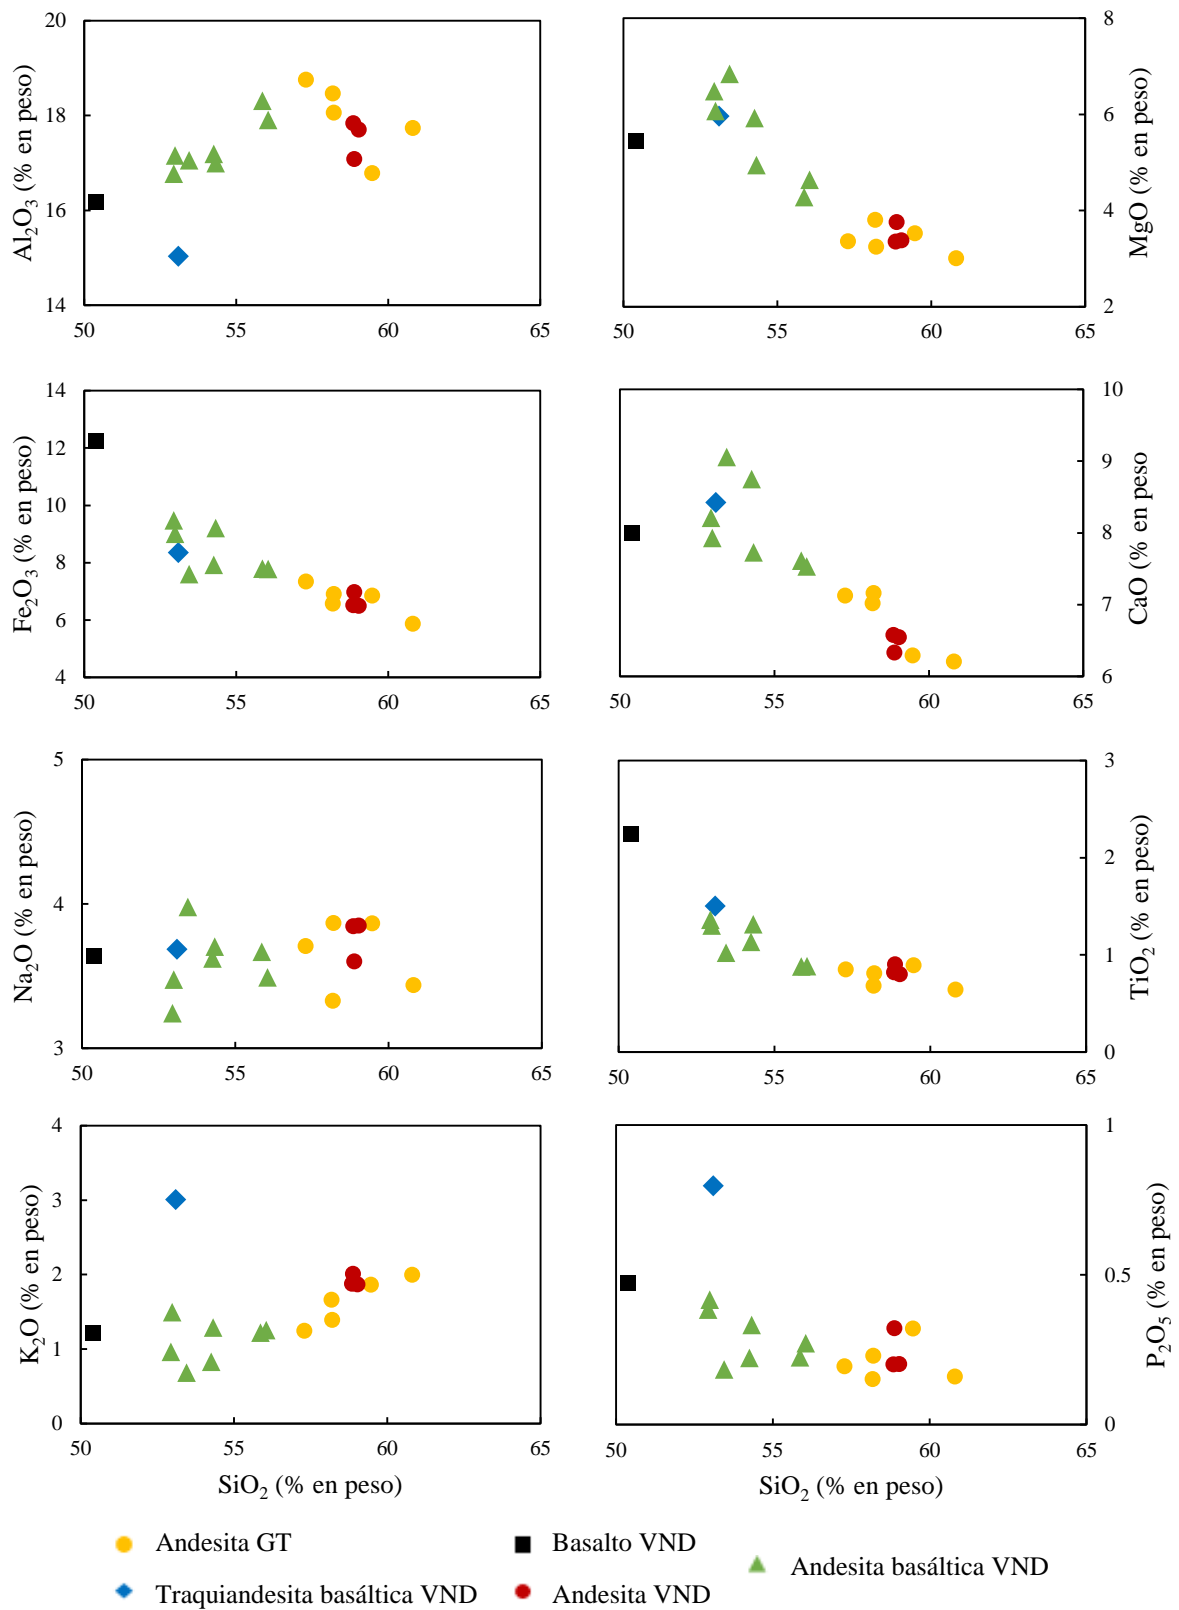 20
18
16
14
Al₂O₃ (% en peso)
50 55 60 65
8
6
4
2
MgO (% en peso)
50 55 60 65
14
12
10
8
6
4
Fe₂O₃ (% en peso)
50 55 60 65
10
9
8
7
6
CaO (% en peso
50 55 60 65
5
4
3
Na₂O (% en peso)
50 55 60 65
3
2
1
0
TiO₂ (% en peso)
50 55 60 65
4
3
2
1
0
K₂O (% en peso)
50 55 60 65
SiO₂ (% en peso)
1
0.5
0
P₂O₅ (% en peso)
50 55 60 65
SiO₂ (% en peso)
Andesita GT
Basalto VND
Andesita basáltica VND
Traquiandesita basáltica VND
Andesita VND